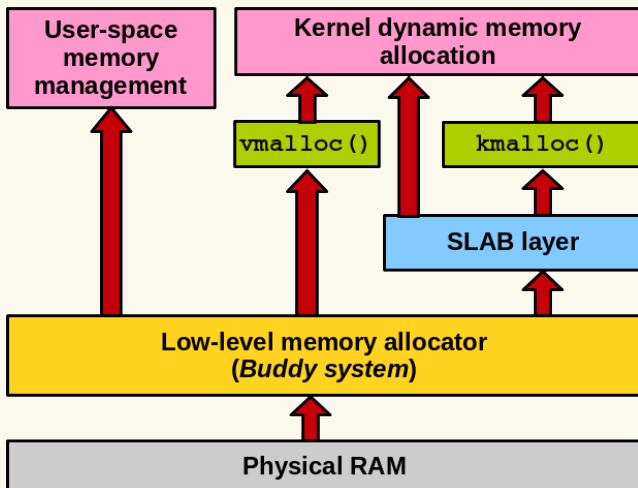 User-space
memory
management
Kernel dynamic memory
allocation
vmalloc()
kmalloc()
SLAB layer
Low-level memory allocator
(Buddy system)
Physical RAM